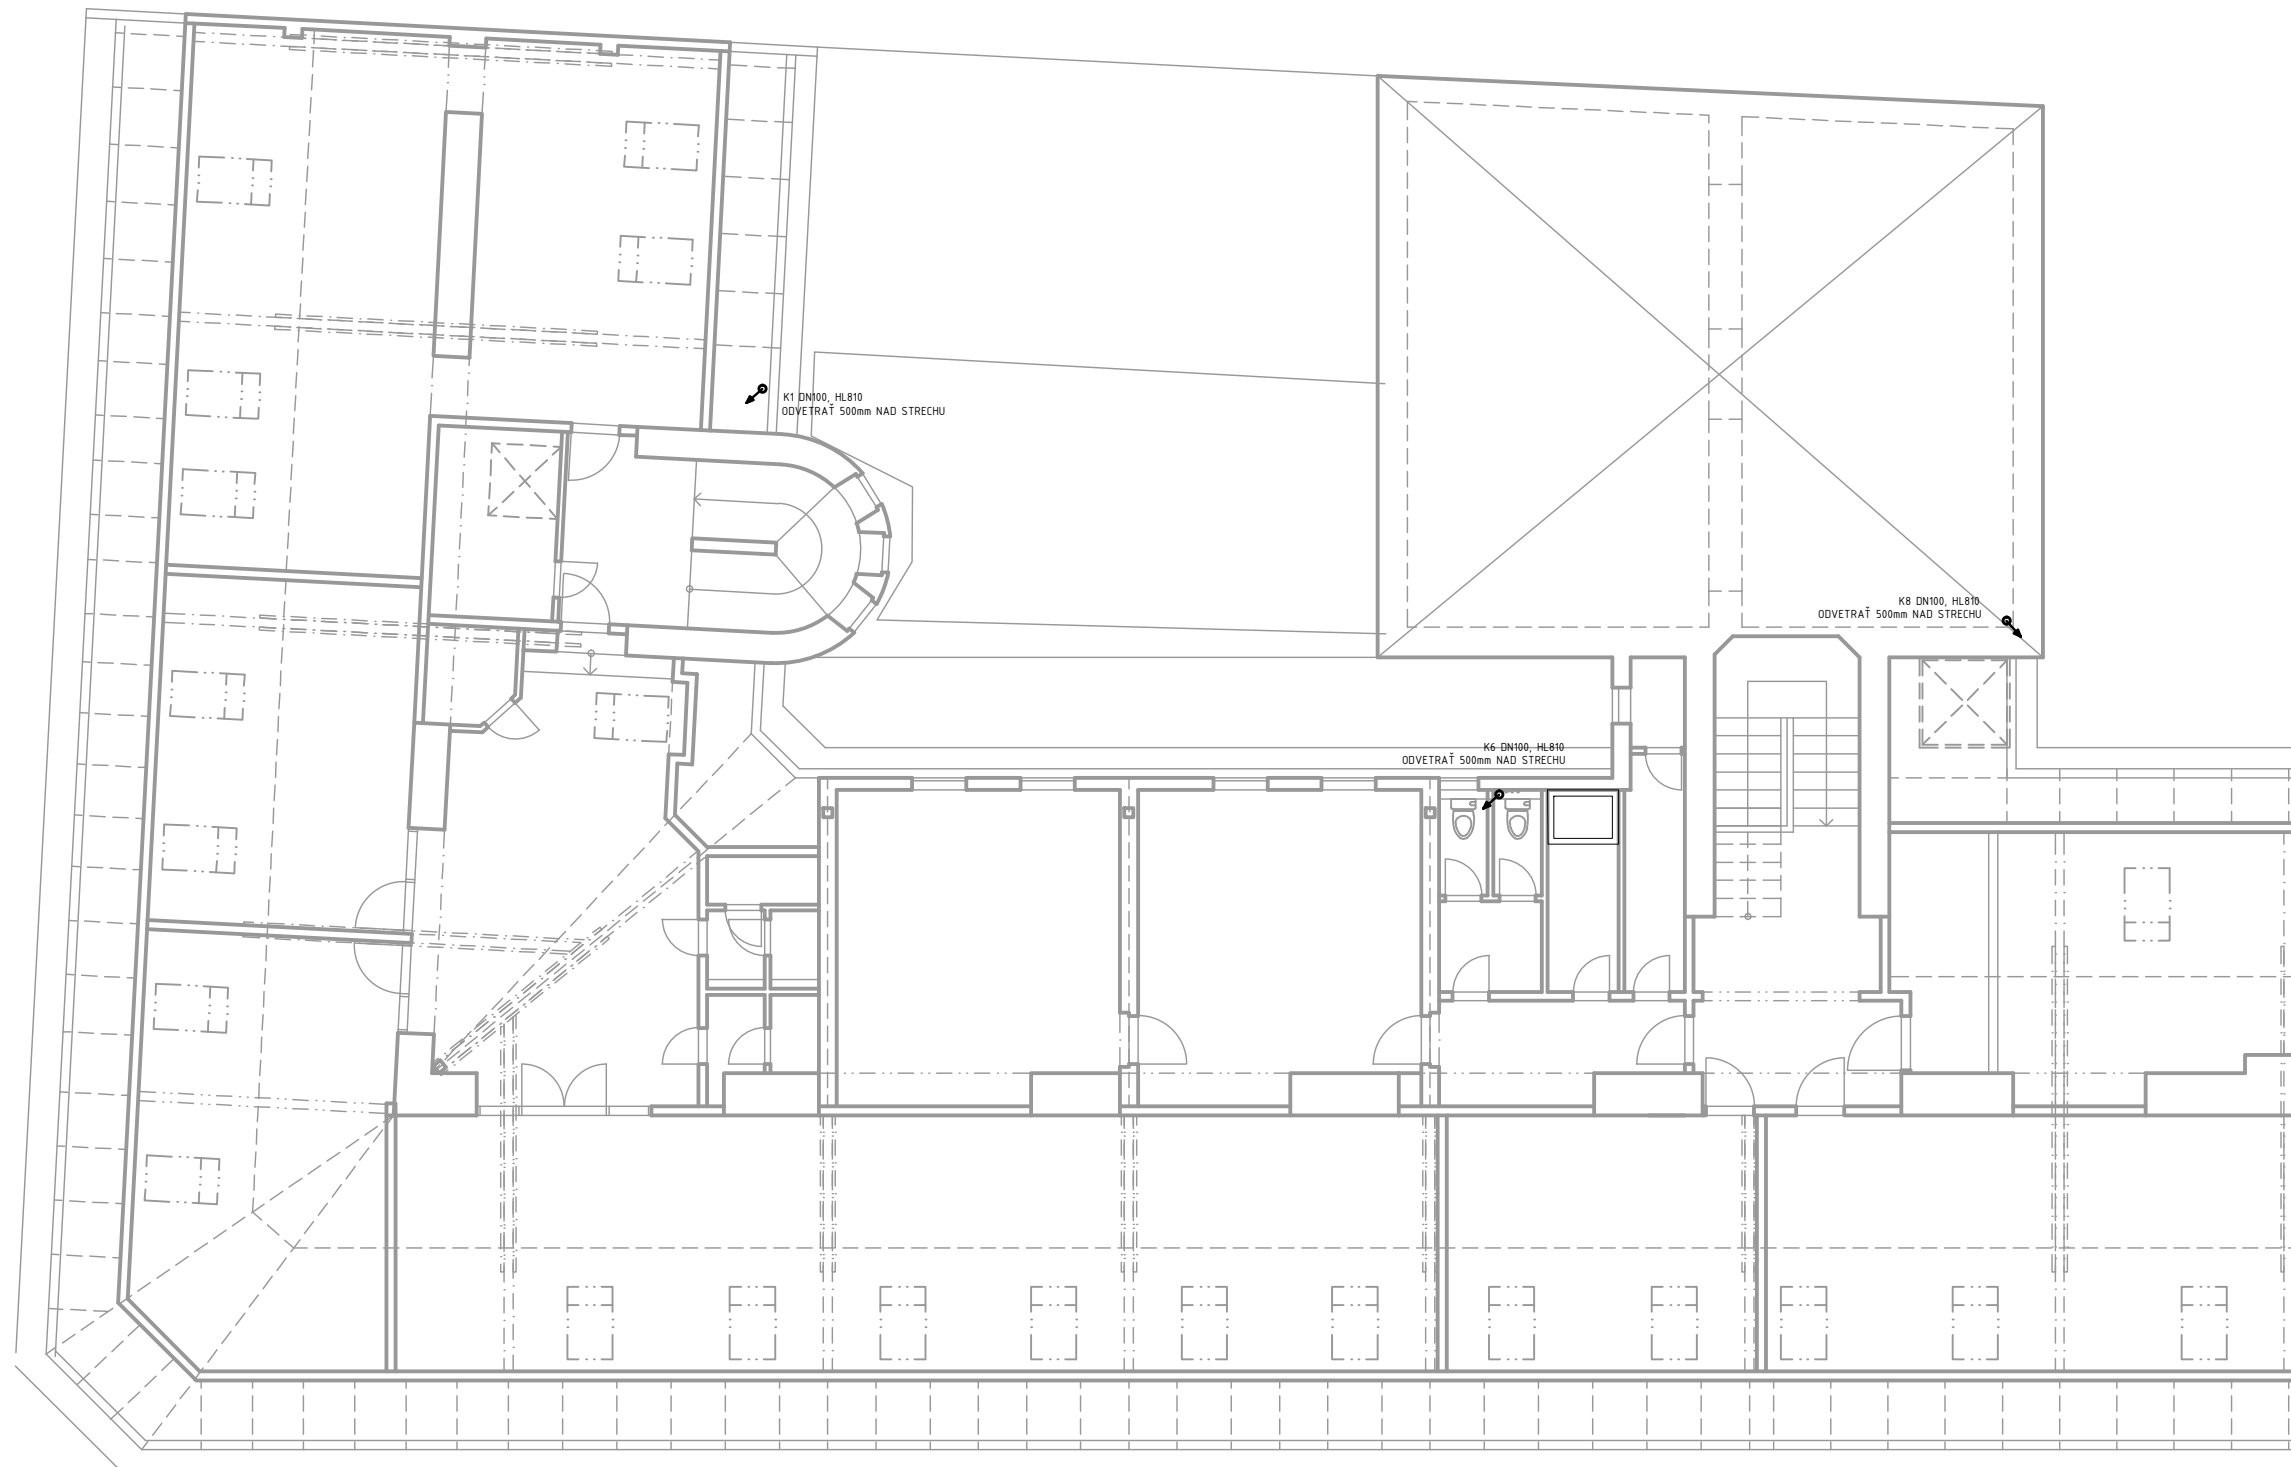 K1 DN100, HL810
ODVETRAŤ 500mm NAD STRECHU
K8 DN100, HL810
ODVETRAŤ 500mm NAD STRECHU
K6 DN100, HL810
ODVETRAŤ 500mm NAD STRECHU